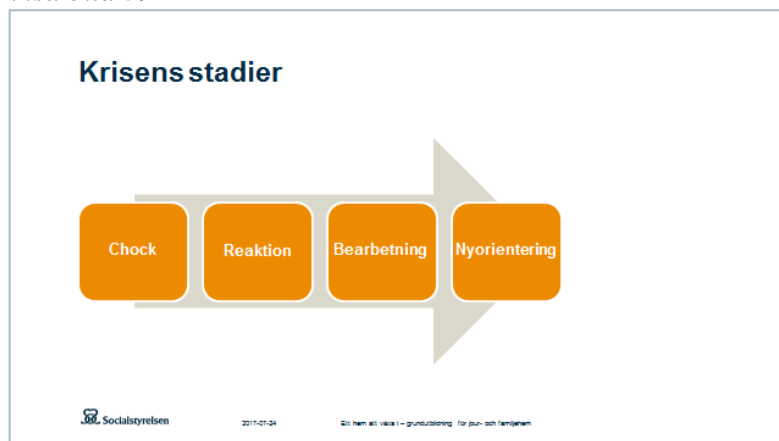 Krisens stadier
Chock
Reaktion
Bearbetning
Nyorientering
Socialstyrelsen
2017-07-24
Ett hem att växa i – grundutbildning för jour- och familjehem